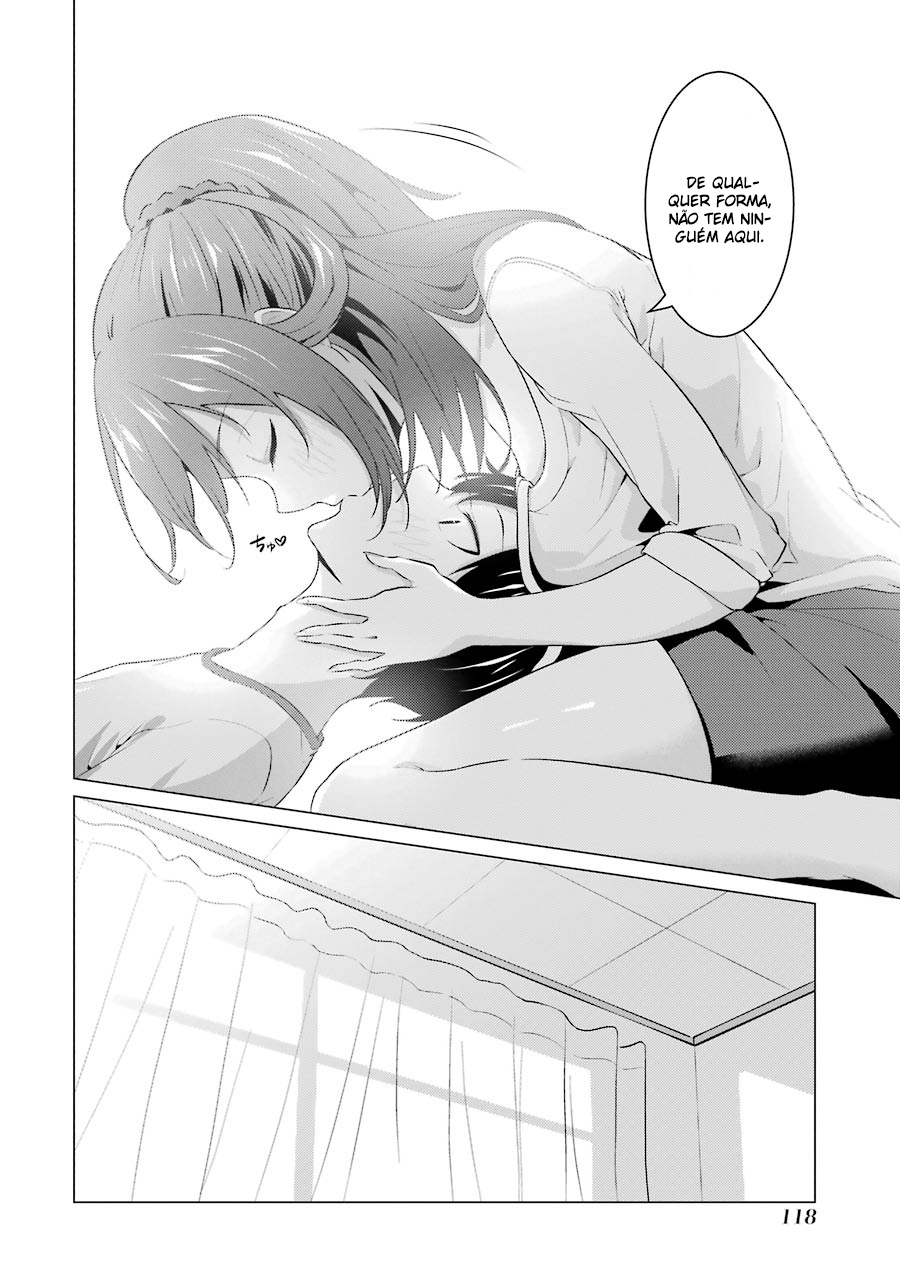 DE QUAL-
QUER FORMA,
NÃO TEM NIN-
GUÉM AQUI.
ちゅ♡
118